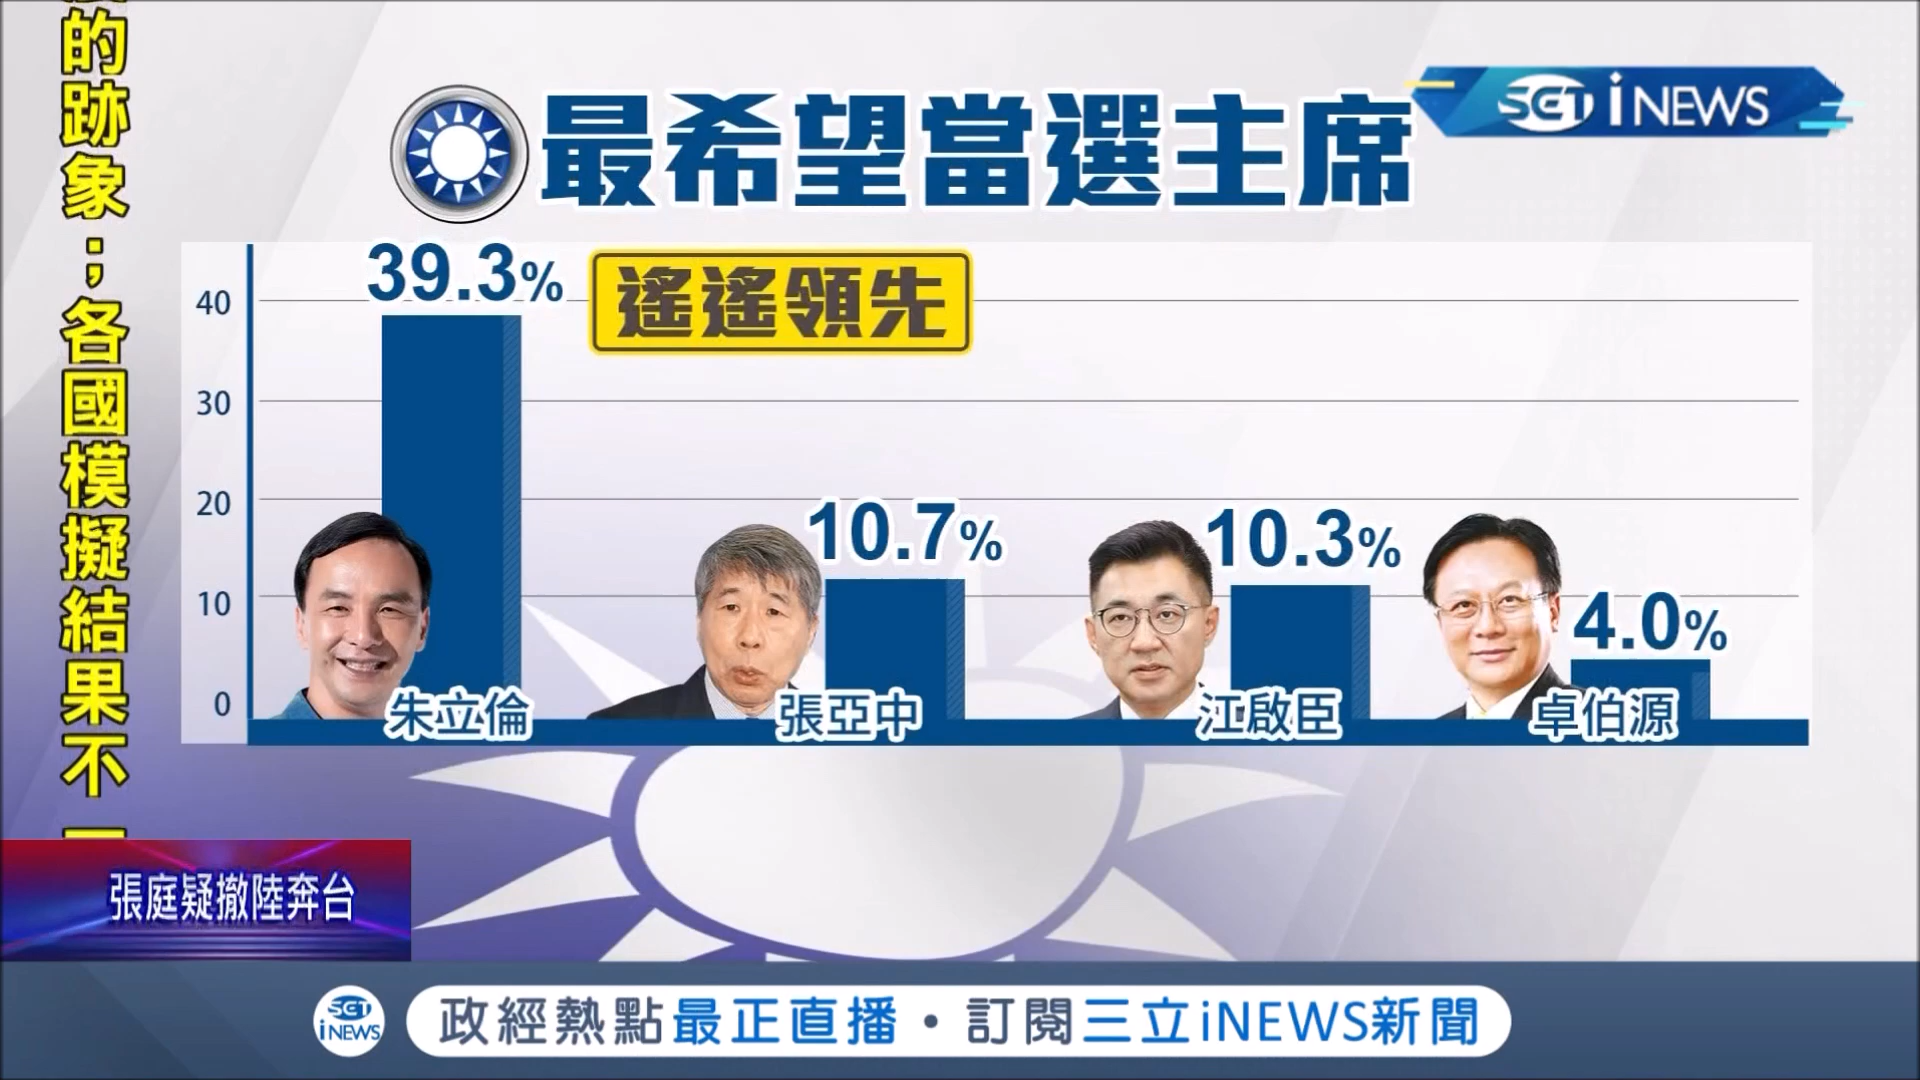 最希望當選主席
SET iNEWS
39.3%
遙遙領先
40
30
20
10
0
10.7%
10.3%
4.0%
朱立倫
張亞中
江啟臣
卓伯源
的跡象；各國模擬結果不
張庭疑撤陸奔台
SET iNEWS
政經熱點最正直播・訂閱三立iNEWS新聞